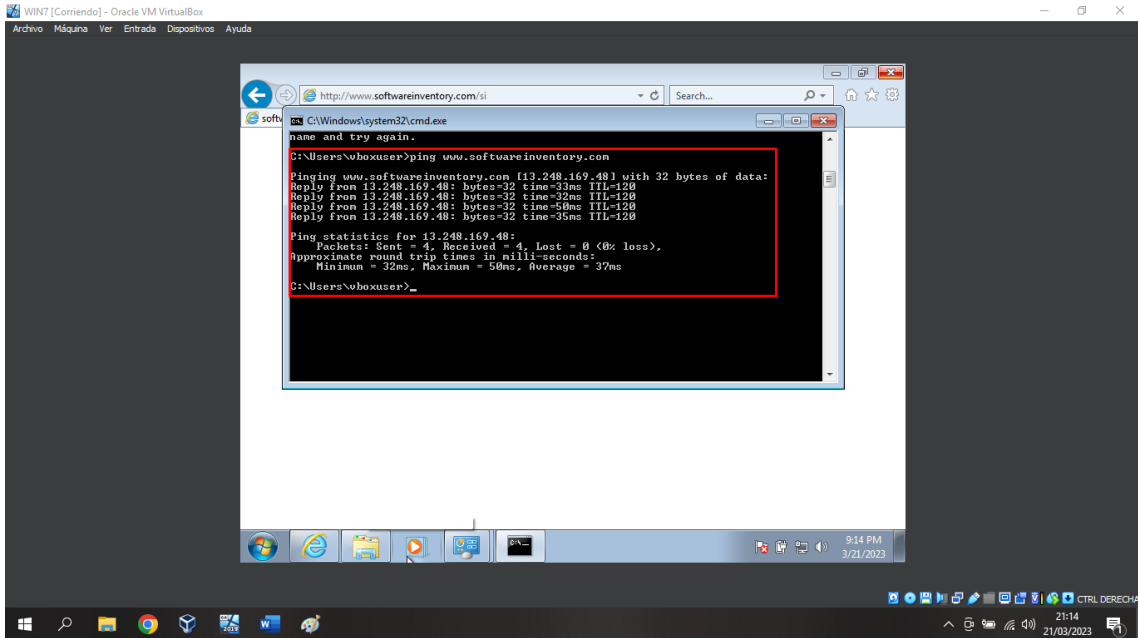 WIN7 [Corriendo] - Oracle VM VirtualBox
Archivo Máquina Ver Entrada Dispositivos Ayuda
http://www.softwareinventory.com/si
Search...
softw
C:\Windows\system32\cmd.exe
name and try again.
C:\Users\vboxuser>ping www.softwareinventory.com
Pinging www.softwareinventory.com [13.248.169.48] with 32 bytes of data:
Reply from 13.248.169.48: bytes=32 time=33ms TTL=120
Reply from 13.248.169.48: bytes=32 time=32ms TTL=120
Reply from 13.248.169.48: bytes=32 time=50ms TTL=120
Reply from 13.248.169.48: bytes=32 time=35ms TTL=120
Ping statistics for 13.248.169.48:
Packets: Sent = 4, Received = 4, Lost = 0 (0% loss),
Approximate round trip times in milli-seconds:
Minimum = 32ms, Maximum = 50ms, Average = 37ms
C:\Users\vboxuser>_
9:14 PM
3/21/2023
CTRL DERECHA
21:14
21/03/2023